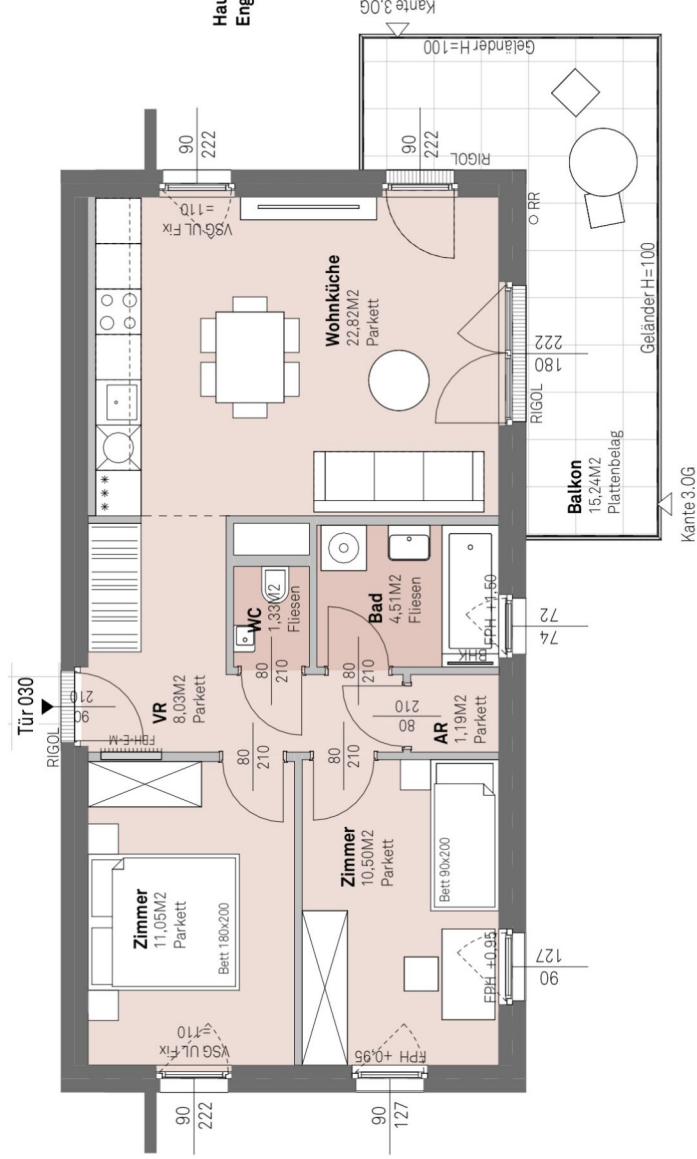 Hau
Eng
Kante 3.OG
Geländer H=100
90
222
90
222
RIGOL
VSG UL Fix
=110
RR
Wohnküche
22,82M2
Parkett
Geländer H=100
180
222
RIGOL
Balkon
15,24M2
Plattenbelag
Kante 3.OG
Tür 030
RIGOL
90
210
FBH-E-M
VR
8,03M2
Parkett
WC
1,33M2
Fliesen
Bad
4,51M2
Fliesen
FPH +1,50
BHK
74
72
80
210
80
210
80
210
AR
1,19M2
Parkett
80
210
80
210
Zimmer
11,05M2
Parkett
Bett 180x200
VSG UL Fix
=110
Zimmer
10,50M2
Parkett
Bett 90x200
FPH +0,95
90
127
FPH +0,95
90
222
90
127